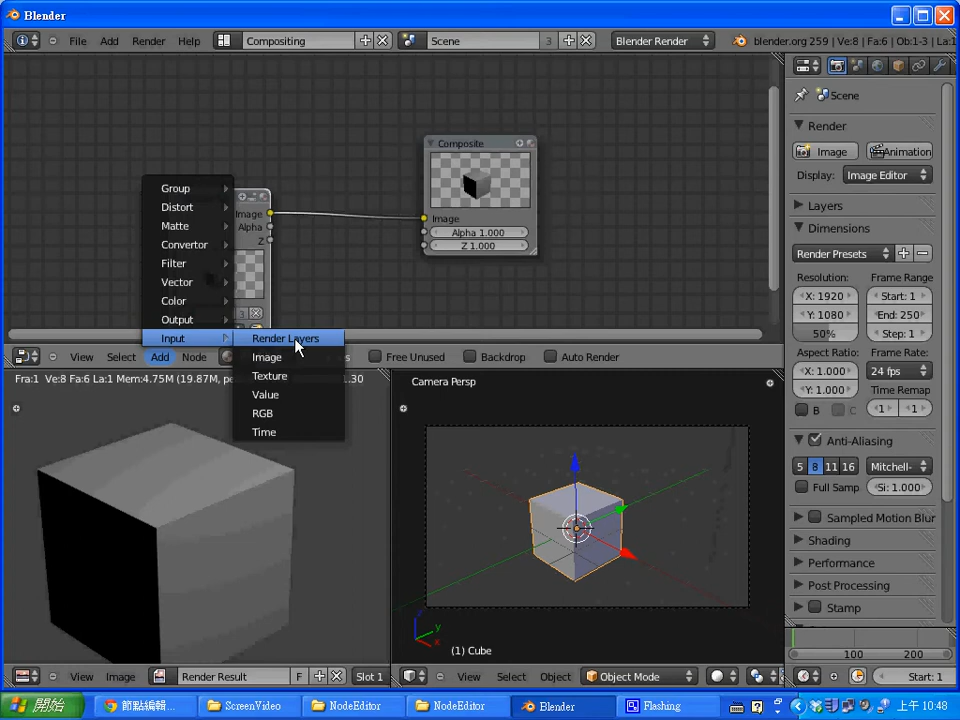 Blender
File Add Render Help Compositing Scene 3 Blender Render blender.org 259 | Ve:8 | Fa:6 | Ob:1-3 | La:1
Scene
Render
Image Animation
Display: Image Editor
Layers
Dimensions
Render Presets
Resolution: Frame Range
X: 1920 Start: 1
Y: 1080 End: 250
50% Step: 1
Aspect Ratio: Frame Rate:
X: 1.000 24 fps
Y: 1.000 Time Remap
B C 1 1
Anti-Aliasing
5 8 11 16 Mitchell-
Full Samp Si: 1.000
Sampled Motion Blur
Shading
Performance
Post Processing
Stamp
Composite
Image
Alpha 1.000
Z 1.000
Image
Alpha
Z
3
Group
Distort
Matte
Convertor
Filter
Vector
Color
Output
Input
Render Layers
Image
Texture
Value
RGB
Time
View Select Add Node Free Unused Backdrop Auto Render
Fra:1 Ve:8 Fa:6 La:1 Mem:4.75M (19.87M, 1.30
Camera Persp
z
y
x
(1) Cube
View Image Render Result F Slot 1
View Select Object Object Mode
100 200
Start: 1
開始 節點編輯... ScreenVideo NodeEditor NodeEditor Blender Flashing 上午 10:48